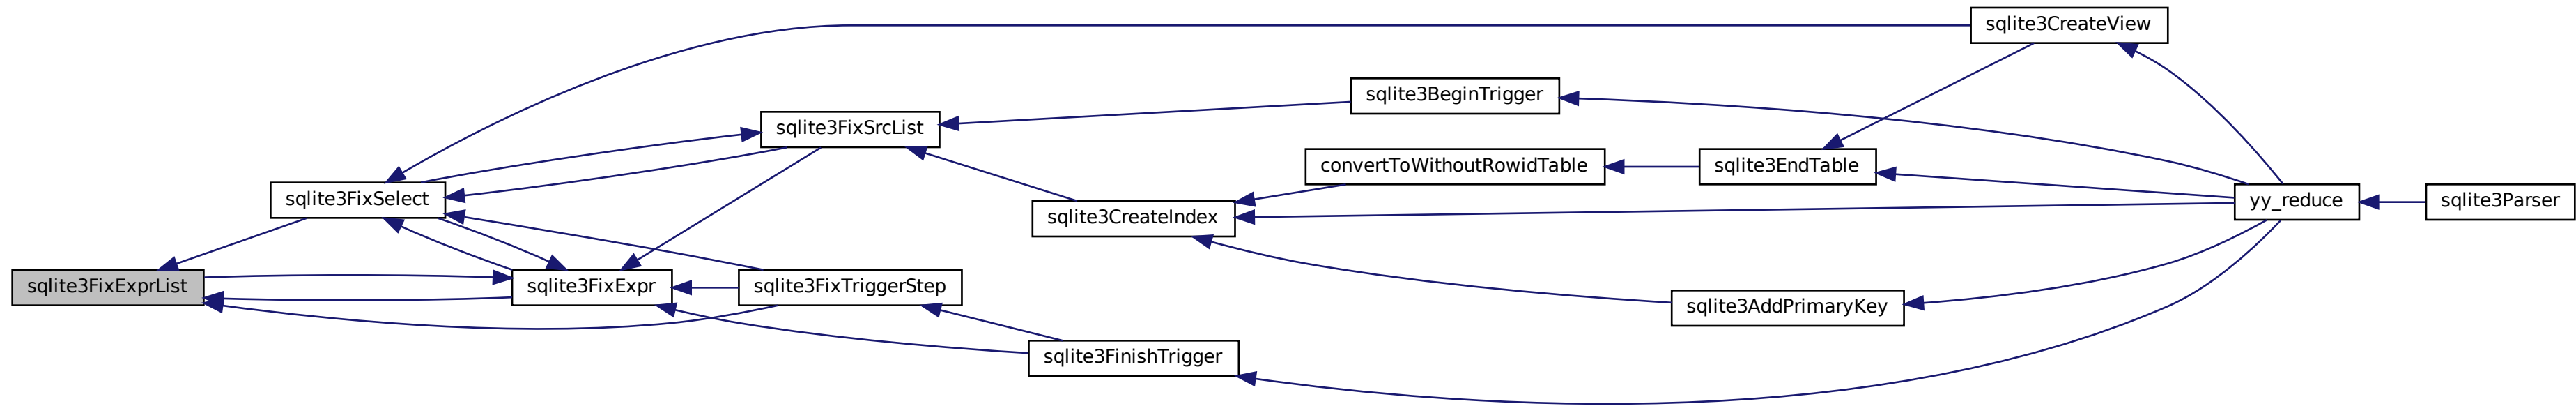 sqlite3CreateView
sqlite3BeginTrigger
sqlite3FixSrcList
convertToWithoutRowidTable
sqlite3EndTable
sqlite3FixSelect
yy_reduce
sqlite3Parser
sqlite3CreateIndex
sqlite3FixExprList
sqlite3FixExpr
sqlite3FixTriggerStep
sqlite3AddPrimaryKey
sqlite3FinishTrigger